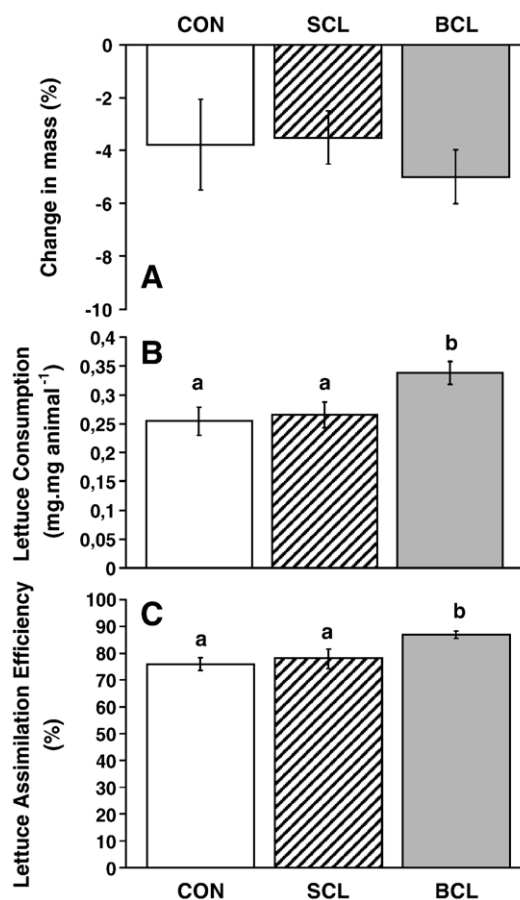 CON SCL BCL
Change in mass (%)
0
-2
-4
-6
-8
-10
A
Lettuce Consumption
(mg.mg animal⁻¹)
0,4
0,35
0,3
0,25
0,2
0,15
0,1
0,05
0
B
a a b
Lettuce Assimilation Efficiency
(%)
100
90
80
70
60
50
40
30
20
10
0
C
a a b
CON SCL BCL